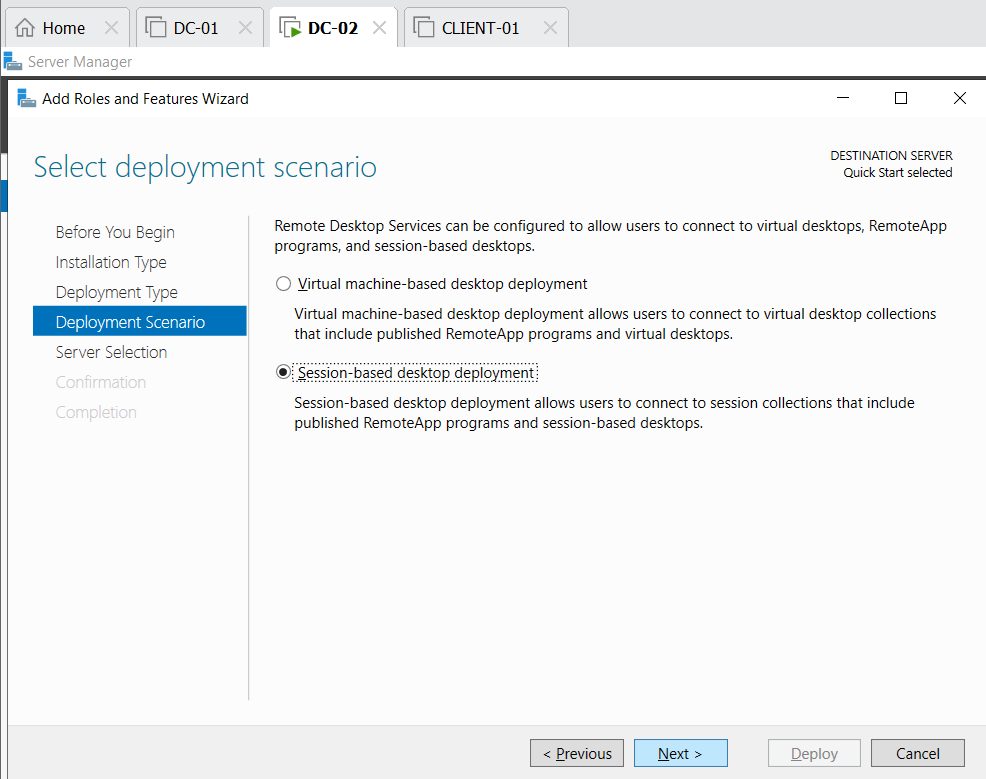 Home
DC-01
DC-02
CLIENT-01
Server Manager
Add Roles and Features Wizard
Select deployment scenario
DESTINATION SERVER
Quick Start selected
Before You Begin
Installation Type
Deployment Type
Deployment Scenario
Server Selection
Confirmation
Completion
Remote Desktop Services can be configured to allow users to connect to virtual desktops, RemoteApp
programs, and session-based desktops.
Virtual machine-based desktop deployment
Virtual machine-based desktop deployment allows users to connect to virtual desktop collections
that include published RemoteApp programs and virtual desktops.
Session-based desktop deployment
Session-based desktop deployment allows users to connect to session collections that include
published RemoteApp programs and session-based desktops.
< Previous
Next >
Deploy
Cancel